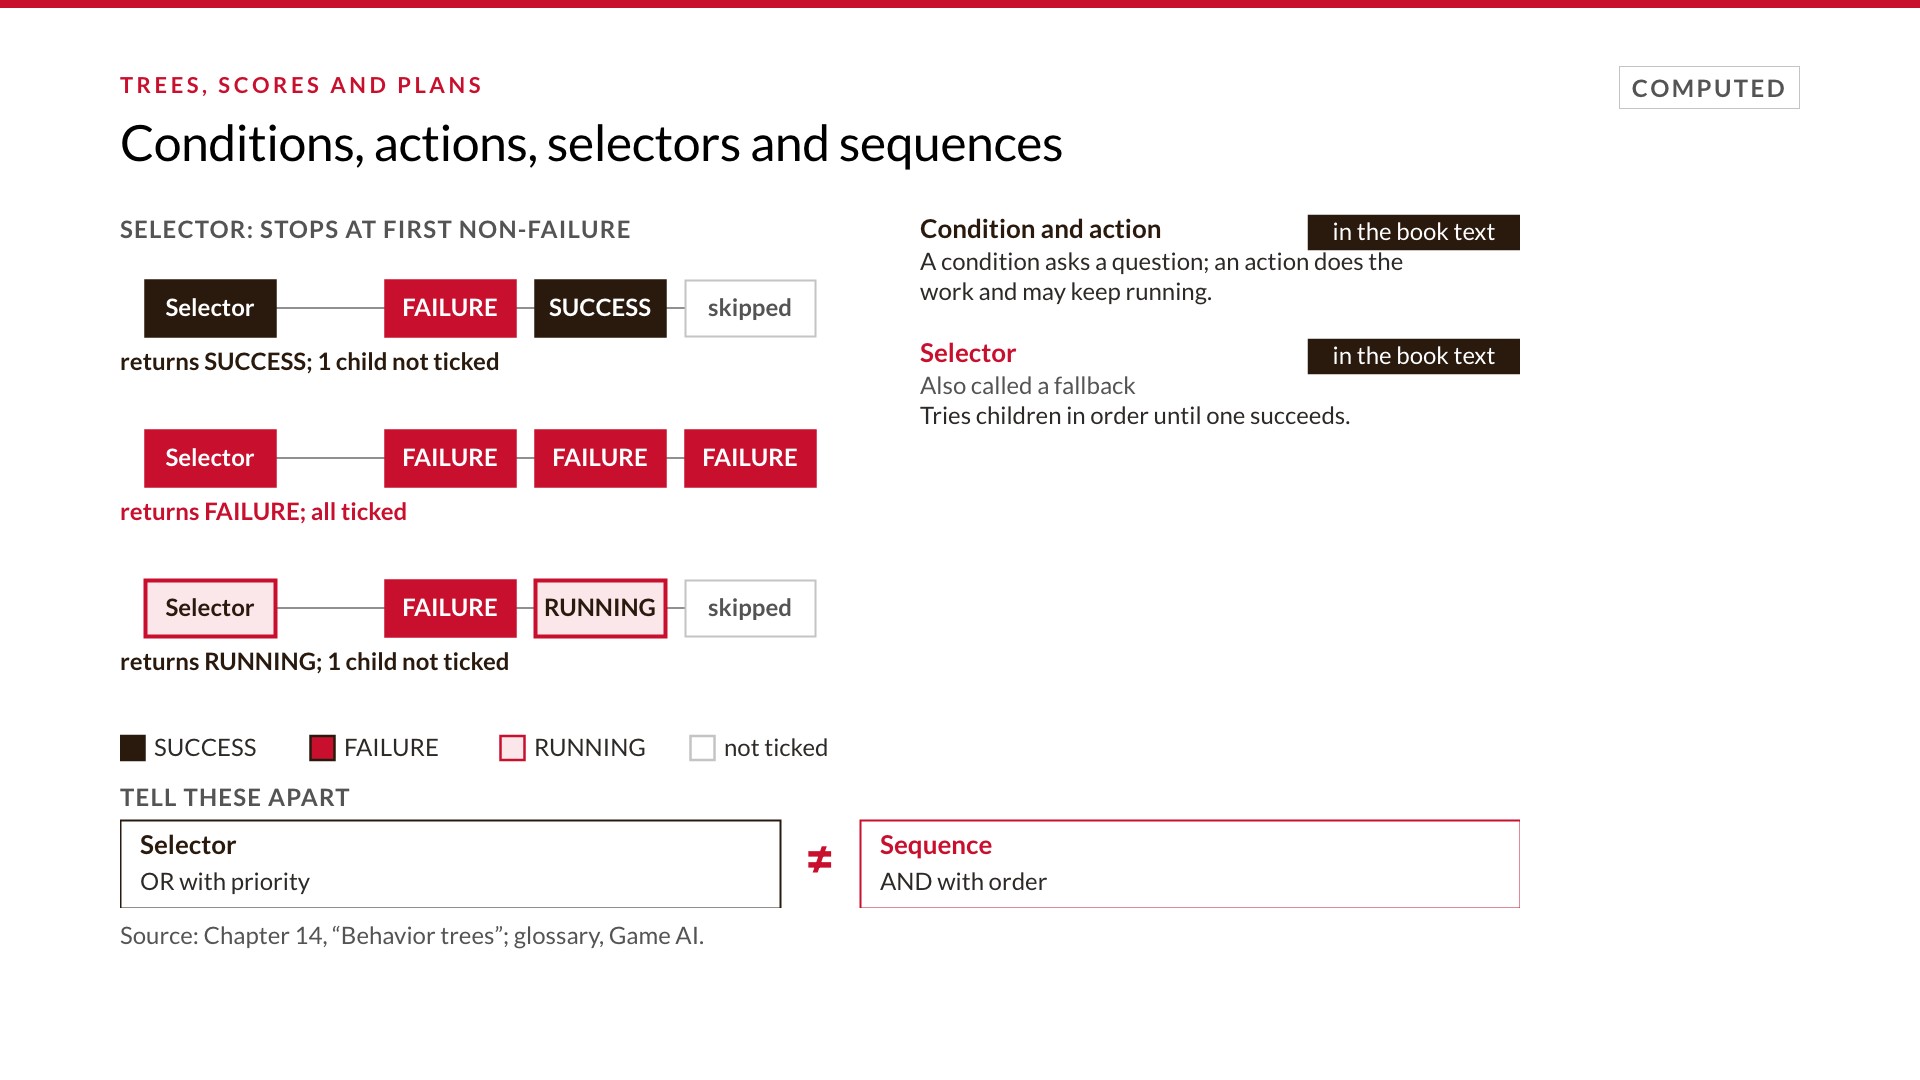 TREES, SCORES AND PLANS
COMPUTED
Conditions, actions, selectors and sequences
SELECTOR: STOPS AT FIRST NON-FAILURE
Selector
FAILURE
SUCCESS
skipped
returns SUCCESS; 1 child not ticked
Selector
FAILURE
FAILURE
FAILURE
returns FAILURE; all ticked
Selector
FAILURE
RUNNING
skipped
returns RUNNING; 1 child not ticked
SUCCESS
FAILURE
RUNNING
not ticked
Condition and action
in the book text
A condition asks a question; an action does the
work and may keep running.
Selector
in the book text
Also called a fallback
Tries children in order until one succeeds.
TELL THESE APART
Selector
OR with priority
≠
Sequence
AND with order
Source: Chapter 14, “Behavior trees”; glossary, Game AI.